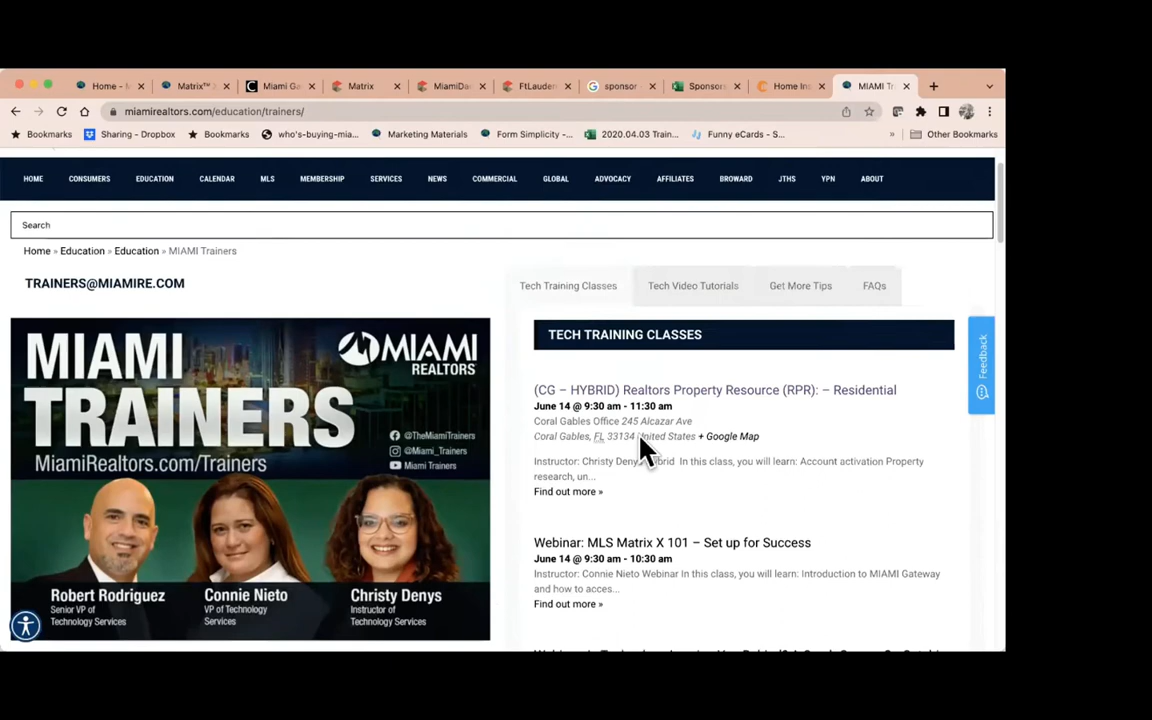 Home - M
Matrix™
Miami Ga
Matrix
MiamiDa
FtLauder
sponsor
Sponsors
Home Ins
MIAMI Tr
miamirealtors.com/education/trainers/
Bookmarks
Sharing - Dropbox
Bookmarks
who's-buying-mia...
Marketing Materials
Form Simplicity -...
2020.04.03 Train...
Funny eCards - S...
»
Other Bookmarks
HOME CONSUMERS EDUCATION CALENDAR MLS MEMBERSHIP SERVICES NEWS COMMERCIAL GLOBAL ADVOCACY AFFILIATES BROWARD JTHS YPN ABOUT
Search
Home » Education » Education » MIAMI Trainers
TRAINERS@MIAMIRE.COM
MIAMI
TRAINERS
MIAMI
REALTORS
@TheMiamiTrainers
@Miami_Trainers
Miami Trainers
MiamiRealtors.com/Trainers
Robert Rodriguez
Senior VP of
Technology Services
Connie Nieto
VP of Technology
Services
Christy Denys
Instructor of
Technology Services
Tech Training Classes
Tech Video Tutorials
Get More Tips
FAQs
TECH TRAINING CLASSES
(CG – HYBRID) Realtors Property Resource (RPR): – Residential
June 14 @ 9:30 am - 11:30 am
Coral Gables Office 245 Alcazar Ave
Coral Gables, FL 33134 United States + Google Map
Instructor: Christy Denys Hybrid In this class, you will learn: Account activation Property
research, un...
Find out more »
Webinar: MLS Matrix X 101 – Set up for Success
June 14 @ 9:30 am - 10:30 am
Instructor: Connie Nieto Webinar In this class, you will learn: Introduction to MIAMI Gateway
and how to acces...
Find out more »
Feedback